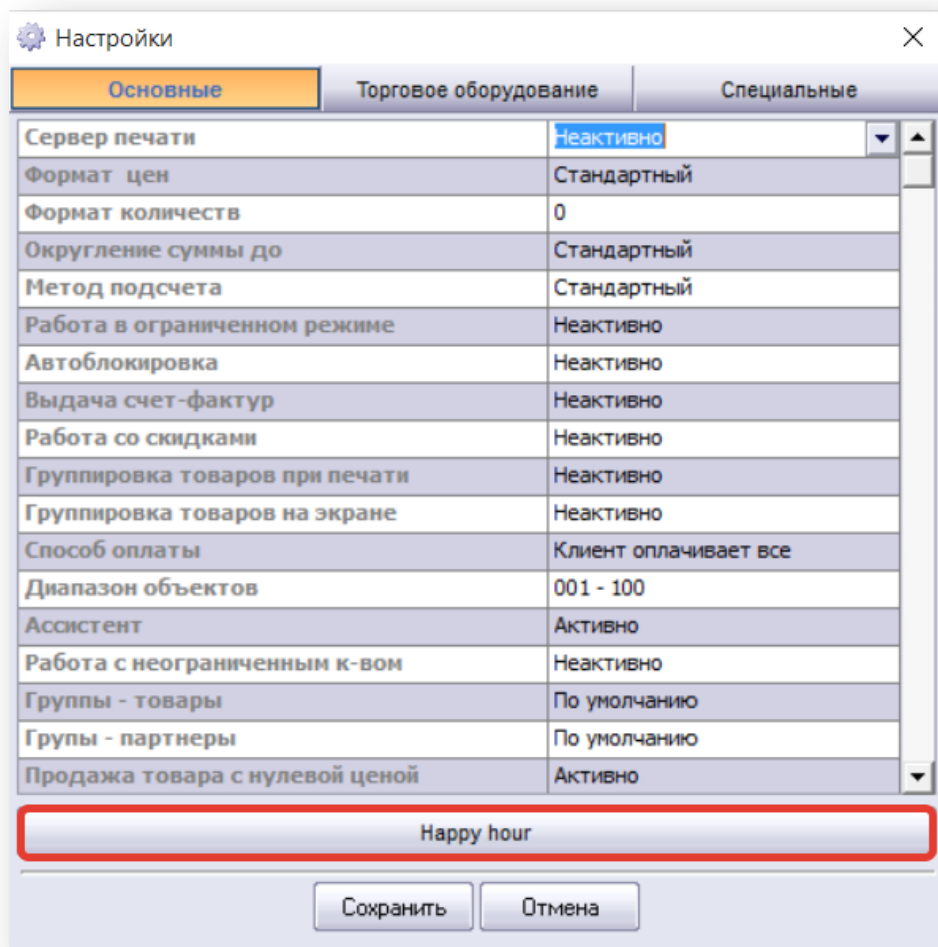 Настройки
Основные Торговое оборудование Специальные
Сервер печати Неактивно
Формат цен Стандартный
Формат количеств 0
Округление суммы до Стандартный
Метод подсчета Стандартный
Работа в ограниченном режиме Неактивно
Автоблокировка Неактивно
Выдача счет-фактур Неактивно
Работа со скидками Неактивно
Группировка товаров при печати Неактивно
Группировка товаров на экране Неактивно
Способ оплаты Клиент оплачивает все
Диапазон объектов 001 - 100
Ассистент Активно
Работа с неограниченным к-вом Неактивно
Группы - товары По умолчанию
Групы - партнеры По умолчанию
Продажа товара с нулевой ценой Активно
Happy hour
Сохранить Отмена